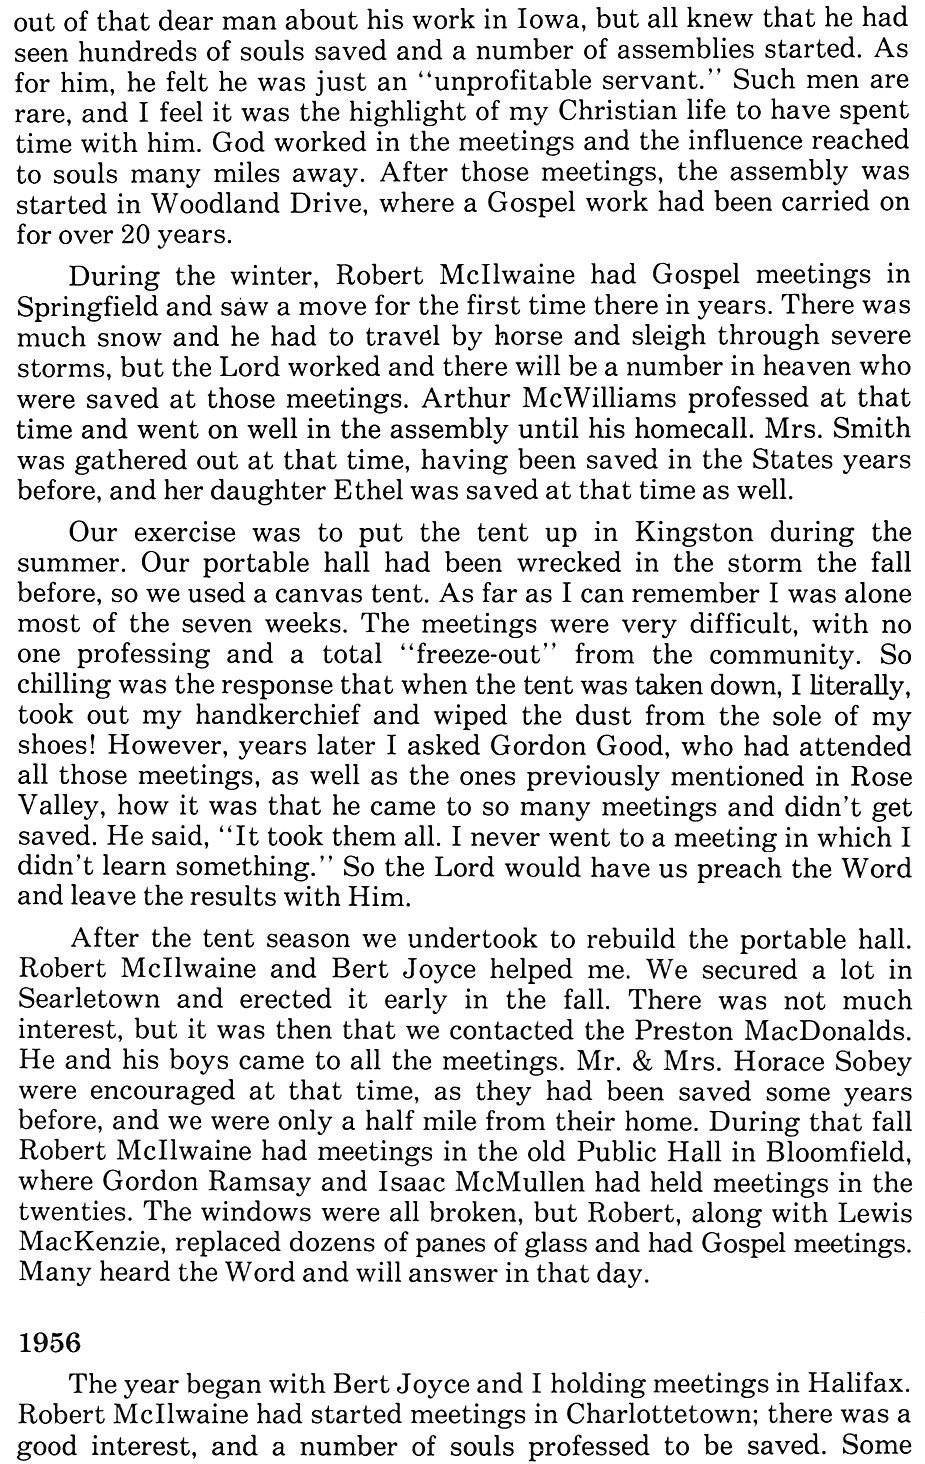 out of that dear man about his work in Iowa, but all knew that he had
seen hundreds of souls saved and a number of assemblies started. As
for him, he felt he was just an "unprofitable servant." Such men are
rare, and I feel it was the highlight of my Christian life to have spent
time with him. God worked in the meetings and the influence reached
to souls many miles away. After those meetings, the assembly was
started in Woodland Drive, where a Gospel work had been carried on
for over 20 years.
During the winter, Robert McIlwaine had Gospel meetings in
Springfield and saw a move for the first time there in years. There was
much snow and he had to travel by horse and sleigh through severe
storms, but the Lord worked and there will be a number in heaven who
were saved at those meetings. Arthur McWilliams professed at that
time and went on well in the assembly until his homecall. Mrs. Smith
was gathered out at that time, having been saved in the States years
before, and her daughter Ethel was saved at that time as well.
Our exercise was to put the tent up in Kingston during the
summer. Our portable hall had been wrecked in the storm the fall
before, so we used a canvas tent. As far as I can remember I was alone
most of the seven weeks. The meetings were very difficult, with no
one professing and a total "freeze-out" from the community. So
chilling was the response that when the tent was taken down, I literally,
took out my handkerchief and wiped the dust from the sole of my
shoes! However, years later I asked Gordon Good, who had attended
all those meetings, as well as the ones previously mentioned in Rose
Valley, how it was that he came to so many meetings and didn't get
saved. He said, "It took them all. I never went to a meeting in which I
didn't learn something." So the Lord would have us preach the Word
and leave the results with Him.
After the tent season we undertook to rebuild the portable hall.
Robert McIlwaine and Bert Joyce helped me. We secured a lot in
Searletown and erected it early in the fall. There was not much
interest, but it was then that we contacted the Preston MacDonalds.
He and his boys came to all the meetings. Mr. & Mrs. Horace Sobey
were encouraged at that time, as they had been saved some years
before, and we were only a half mile from their home. During that fall
Robert McIlwaine had meetings in the old Public Hall in Bloomfield,
where Gordon Ramsay and Isaac McMullen had held meetings in the
twenties. The windows were all broken, but Robert, along with Lewis
MacKenzie, replaced dozens of panes of glass and had Gospel meetings.
Many heard the Word and will answer in that day.
1956
The year began with Bert Joyce and I holding meetings in Halifax.
Robert McIlwaine had started meetings in Charlottetown; there was a
good interest, and a number of souls professed to be saved. Some